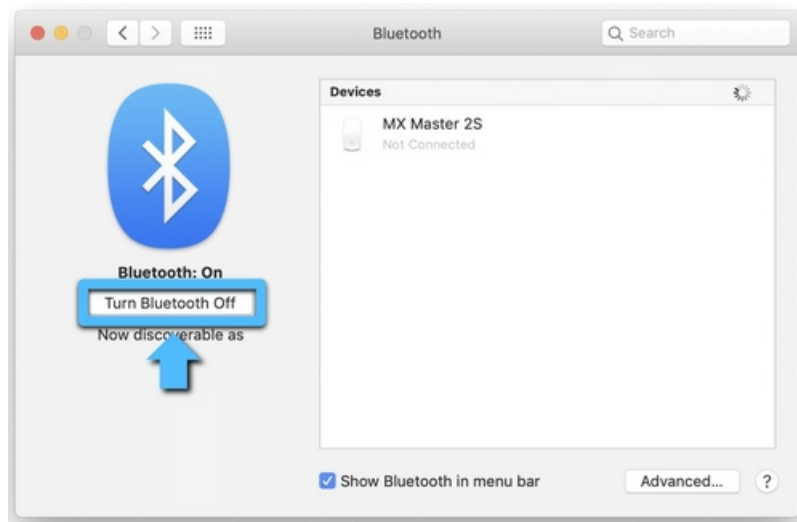 Bluetooth
Search
Devices
MX Master 2S
Not Connected
Bluetooth: On
Turn Bluetooth Off
Now discoverable as
Show Bluetooth in menu bar
Advanced...
?